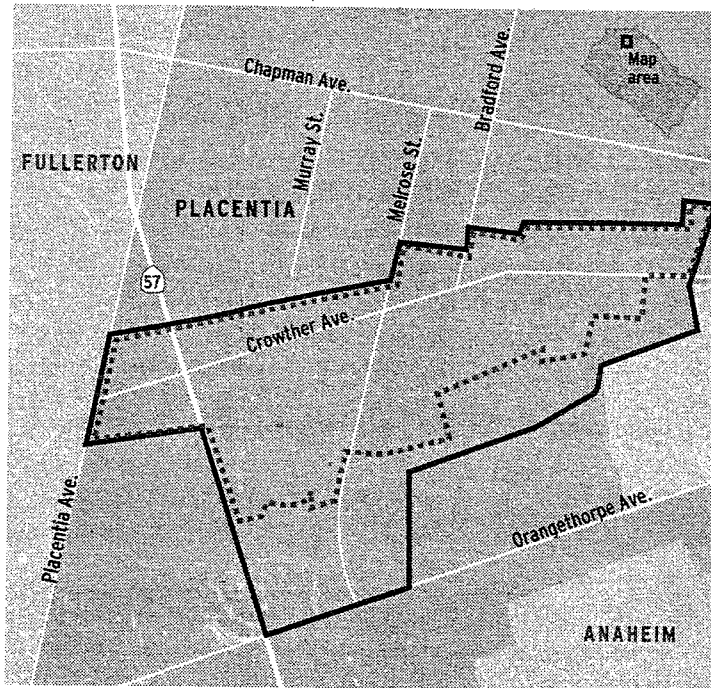 Chapman Ave.
Bradford Ave.
Map
area
FULLERTON
Murray St.
Melrose St.
PLACENTIA
57
Crowther Ave.
Placentia Ave.
Orangethorpe Ave.
ANAHEIM